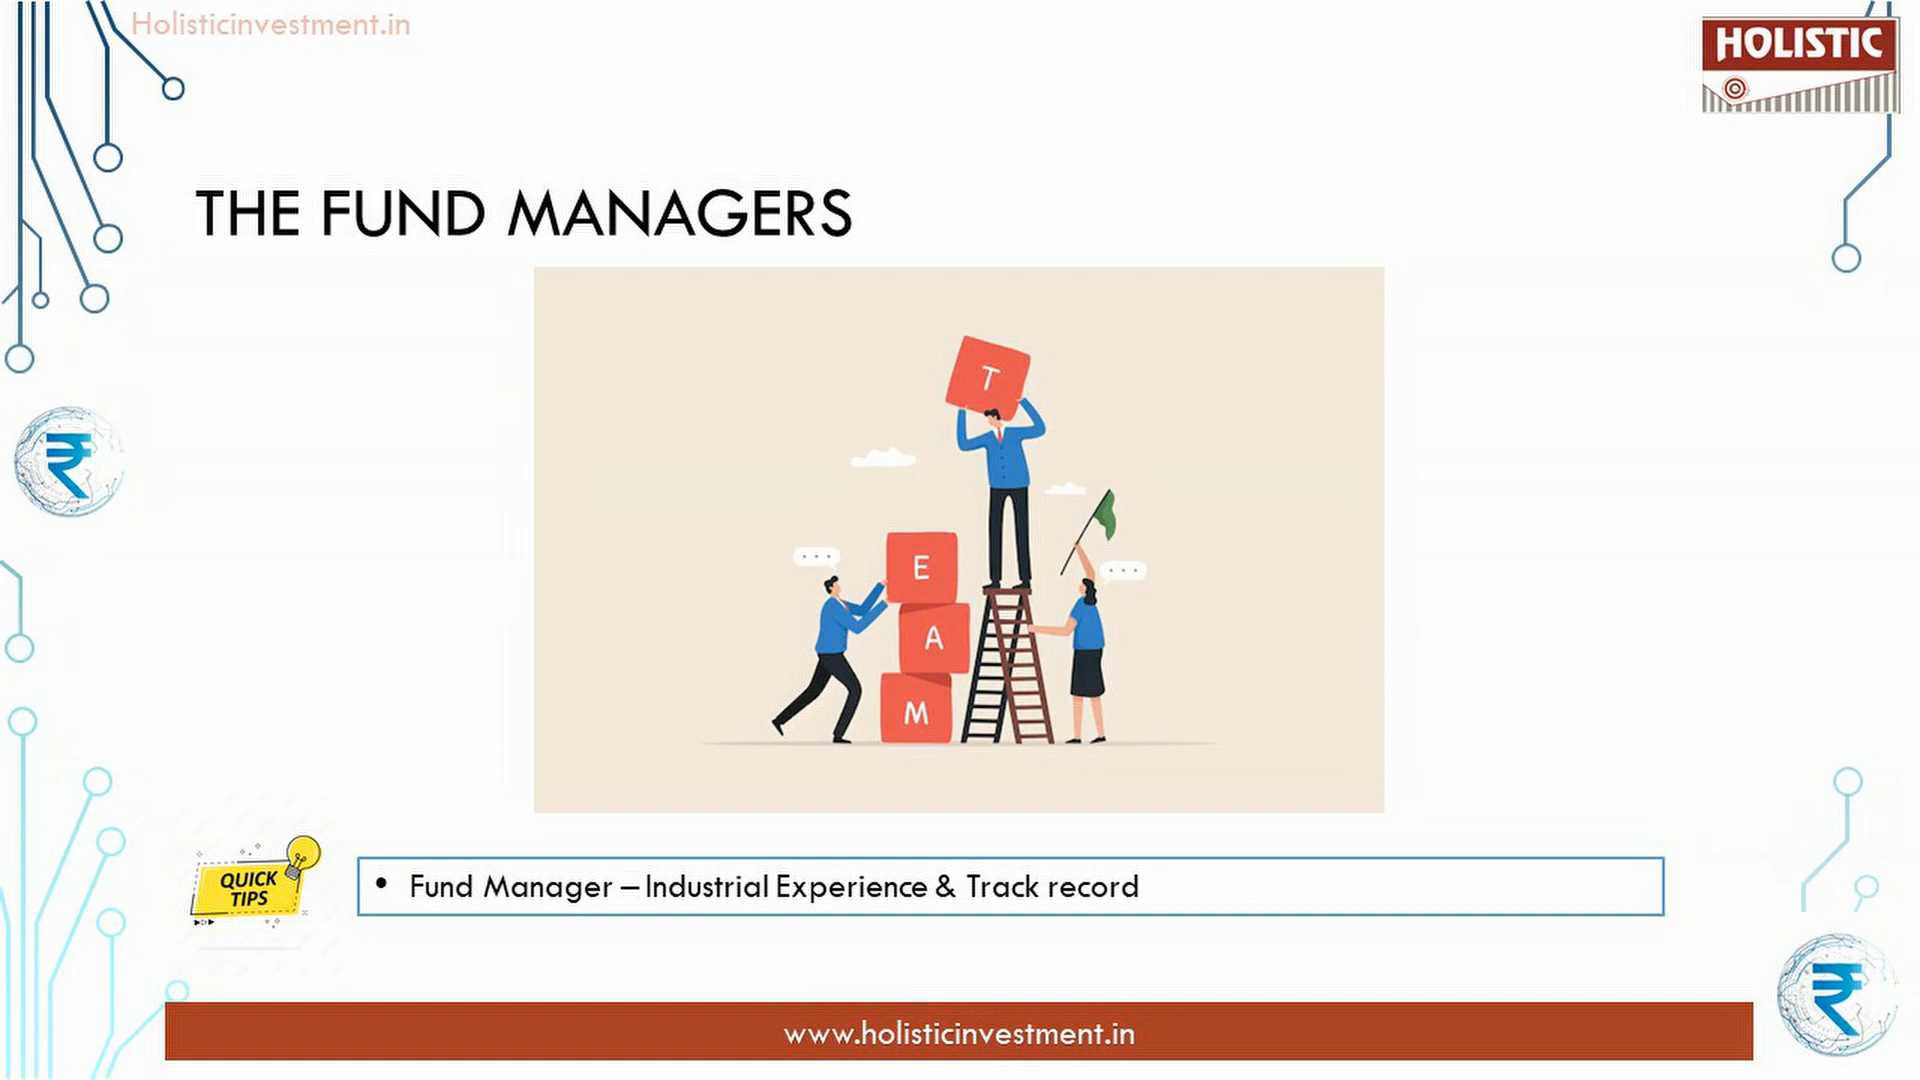 Holisticinvestment.in
HOLISTIC
THE FUND MANAGERS
T
E
A
M
QUICK
TIPS
• Fund Manager – Industrial Experience & Track record
www.holisticinvestment.in